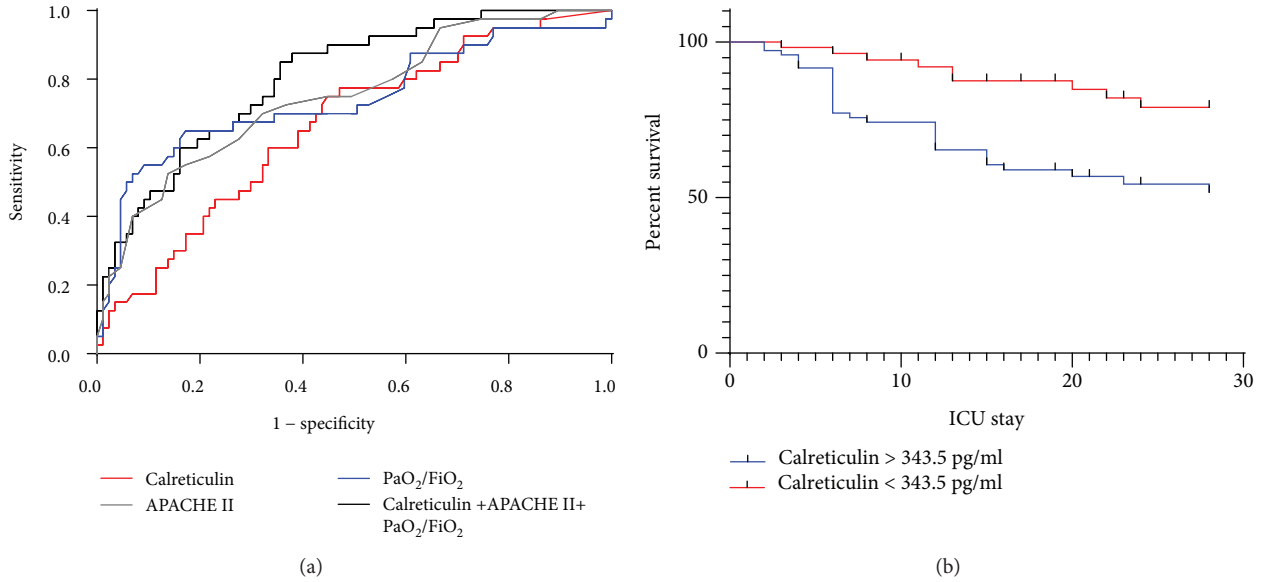 1.0
0.8
0.6
0.4
0.2
0.0
Sensitivity
0.0 0.2 0.4 0.6 0.8 1.0
1 − specificity
Calreticulin
APACHE II
PaO2/FiO2
Calreticulin +APACHE II+
PaO2/FiO2
(a)
100
50
0
Percent survival
0 10 20 30
ICU stay
Calreticulin > 343.5 pg/ml
Calreticulin < 343.5 pg/ml
(b)